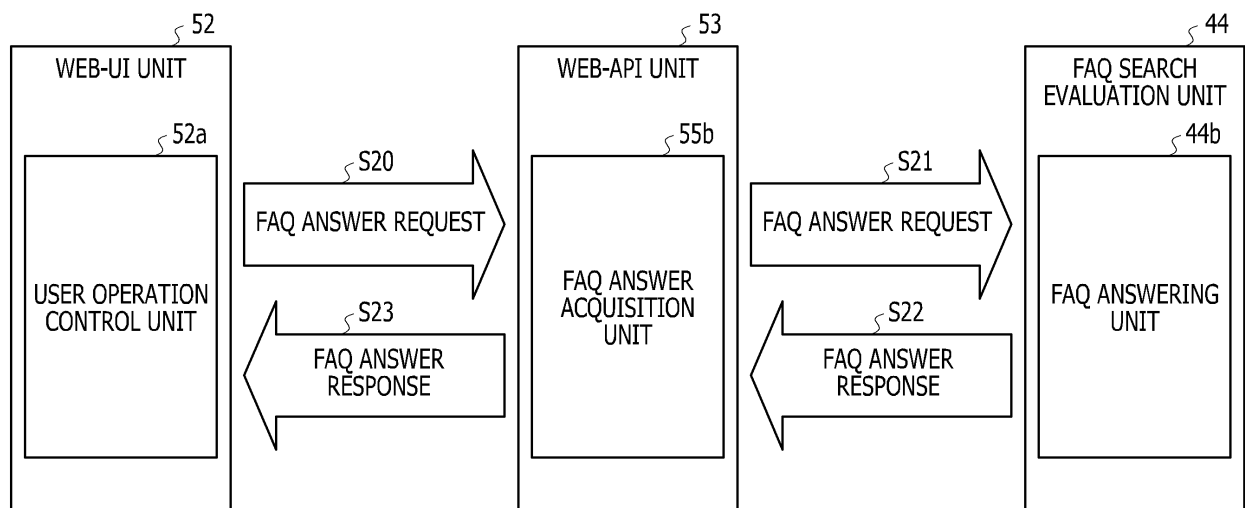 52
WEB-UI UNIT
52a
USER OPERATION
CONTROL UNIT
S20
FAQ ANSWER REQUEST
S23
FAQ ANSWER
RESPONSE
53
WEB-API UNIT
55b
FAQ ANSWER
ACQUISITION
UNIT
S21
FAQ ANSWER REQUEST
S22
FAQ ANSWER
RESPONSE
44
FAQ SEARCH
EVALUATION UNIT
44b
FAQ ANSWERING
UNIT